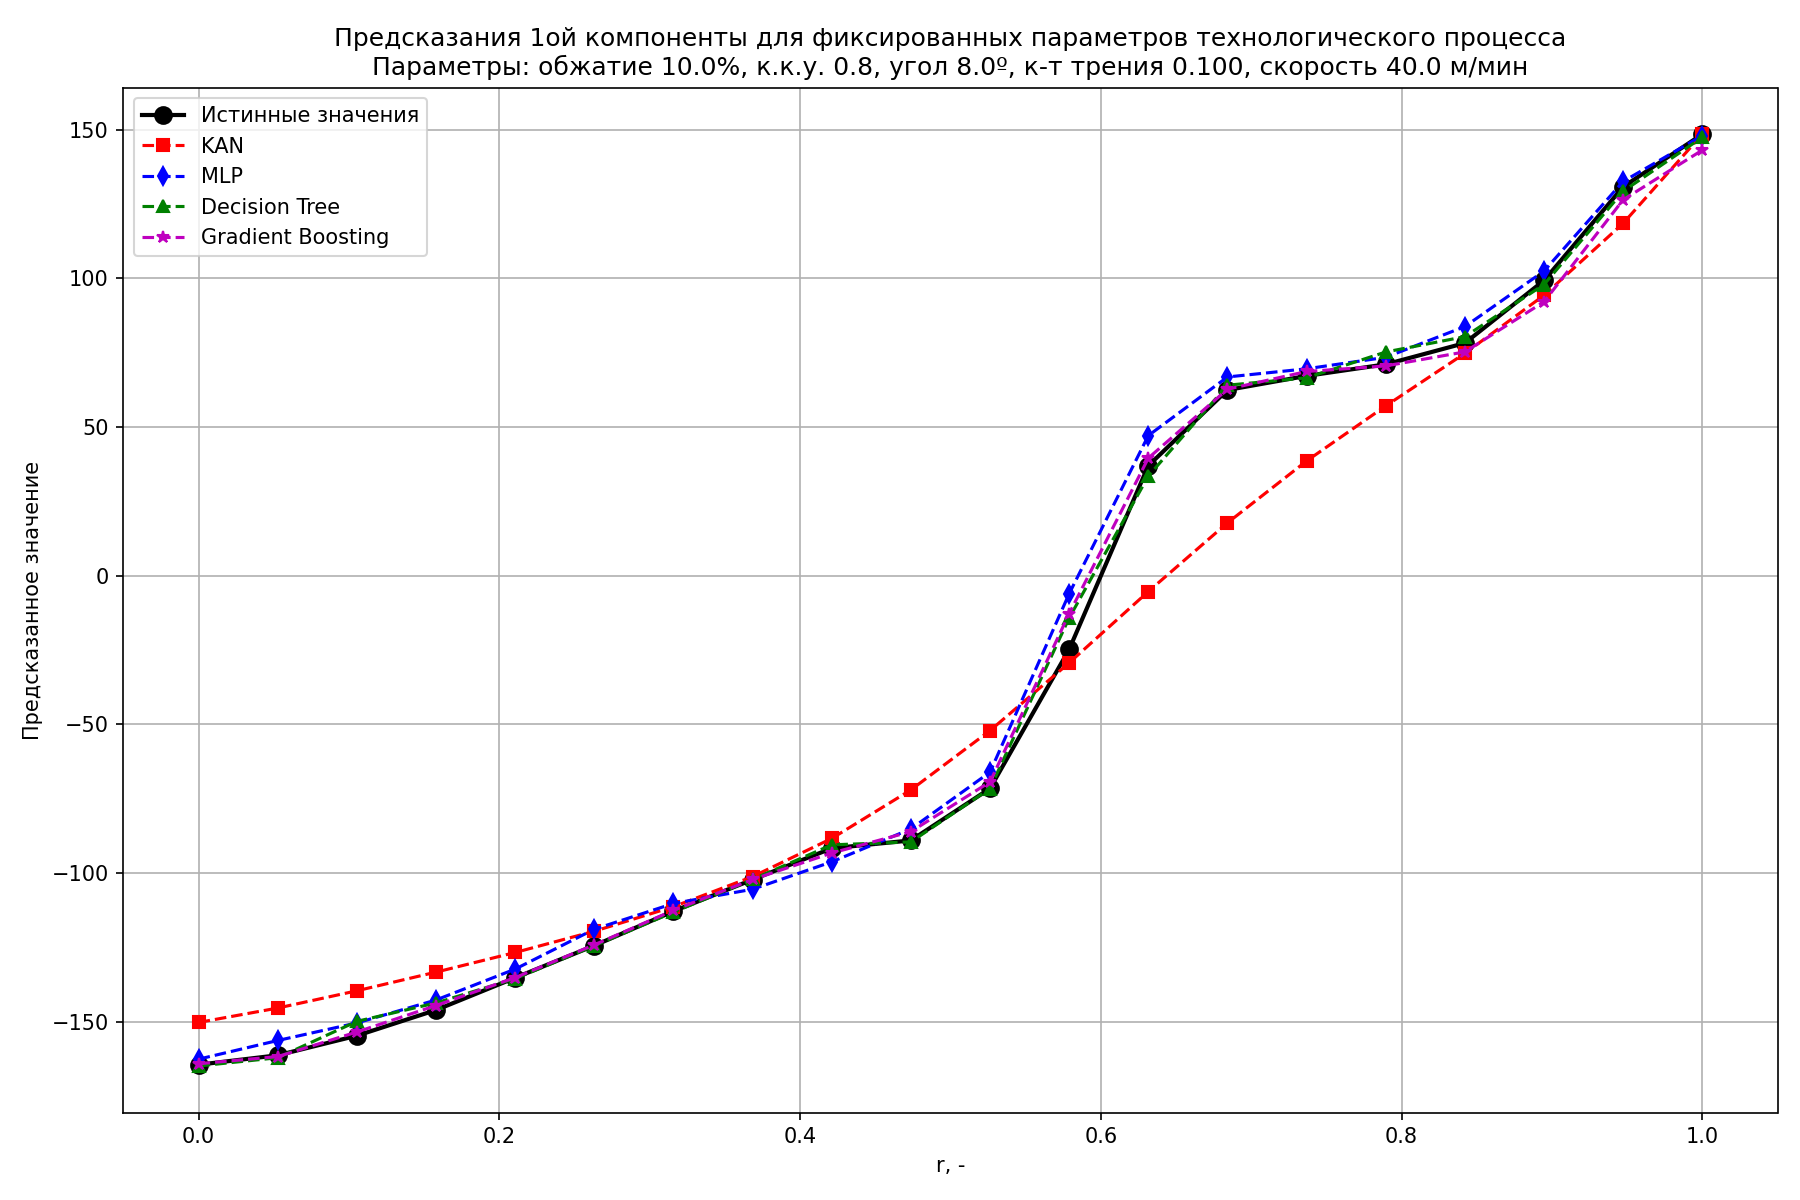 Предсказания 1ой компоненты для фиксированных параметров технологического процесса
Параметры: обжатие 10.0%, к.к.у. 0.8, угол 8.0º, к-т трения 0.100, скорость 40.0 м/мин
Истинные значения
KAN
MLP
Decision Tree
Gradient Boosting
Предсказанное значение
150
100
50
0
−50
−100
−150
0.0
0.2
0.4
0.6
0.8
1.0
r, -